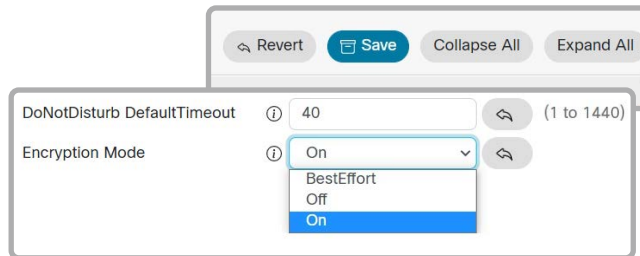 Revert Save Collapse All Expand All
DoNotDisturb DefaultTimeout i 40 (1 to 1440)
Encryption Mode i On
BestEffort
Off
On